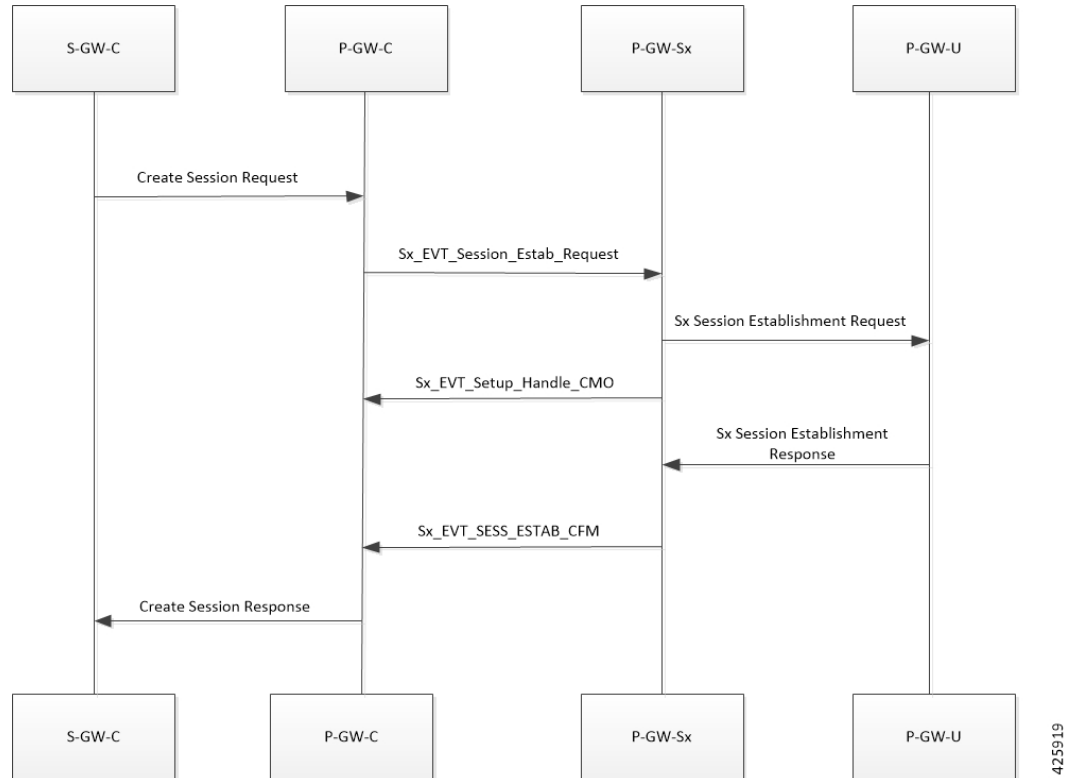 S-GW-C
P-GW-C
P-GW-Sx
P-GW-U
Create Session Request
Sx_EVT_Session_Estab_Request
Sx Session Establishment Request
Sx_EVT_Setup_Handle_CMO
Sx Session Establishment
Response
Sx_EVT_SESS_ESTAB_CFM
Create Session Response
S-GW-C
P-GW-C
P-GW-Sx
P-GW-U
425919